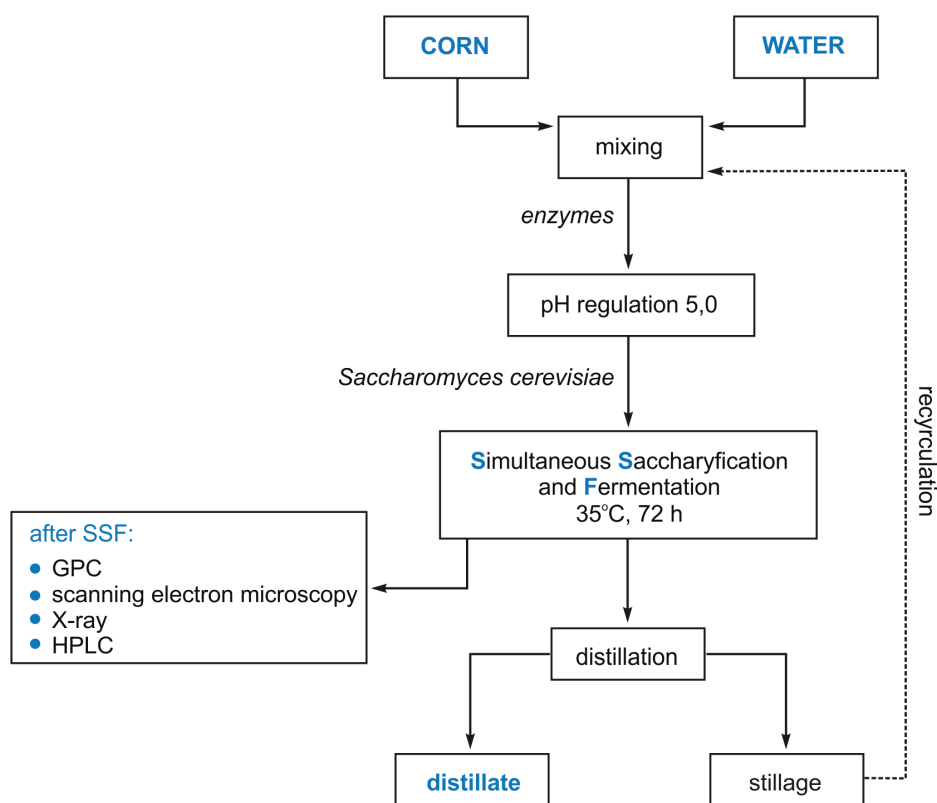 CORN
WATER
mixing
enzymes
pH regulation 5,0
Saccharomyces cerevisiae
Simultaneous Saccharyfication
and Fermentation
35°C, 72 h
recyrculation
after SSF:
GPC
scanning electron microscopy
X-ray
HPLC
distillation
distillate
stillage